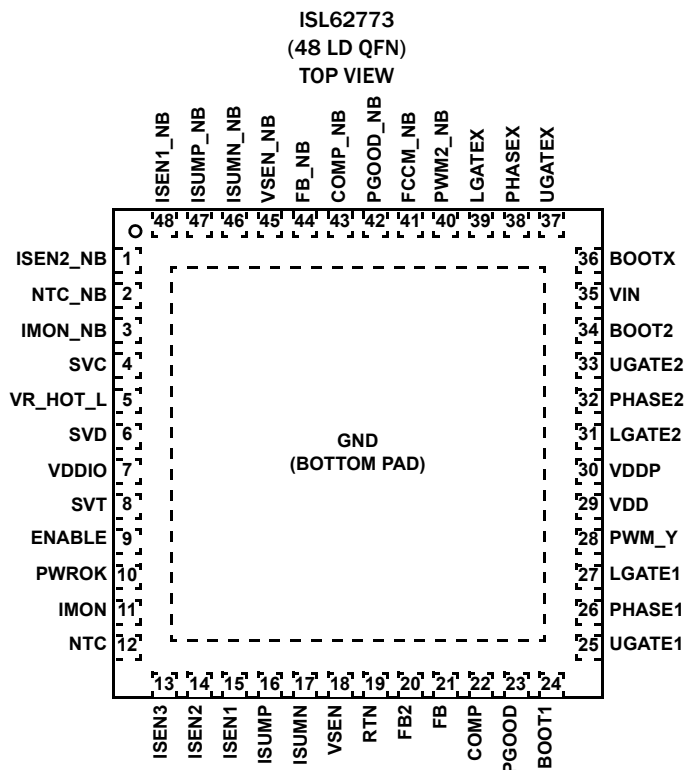 ISL62773
(48 LD QFN)
TOP VIEW
ISEN1_NB
ISUMP_NB
ISUMN_NB
VSEN_NB
FB_NB
COMP_NB
PGOOD_NB
FCCM_NB
PWM2_NB
LGATEX
PHASEX
UGATEX
48 47 46 45 44 43 42 41 40 39 38 37
ISEN2_NB 1
NTC_NB 2
IMON_NB 3
SVC 4
VR_HOT_L 5
SVD 6
VDDIO 7
SVT 8
ENABLE 9
PWROK 10
IMON 11
NTC 12
GND
(BOTTOM PAD)
36 BOOTX
35 VIN
34 BOOT2
33 UGATE2
32 PHASE2
31 LGATE2
30 VDDP
29 VDD
28 PWM_Y
27 LGATE1
26 PHASE1
25 UGATE1
13 14 15 16 17 18 19 20 21 22 23 24
ISEN3
ISEN2
ISEN1
ISUMP
ISUMN
VSEN
RTN
FB2
FB
COMP
PGOOD
BOOT1